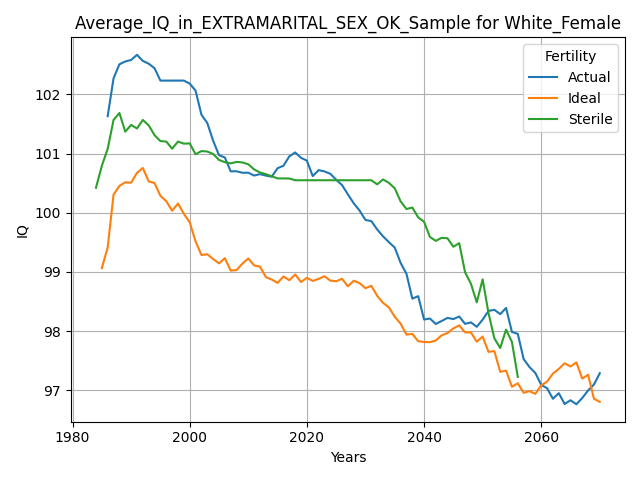 Average_IQ_in_EXTRAMARITAL_SEX_OK_Sample for White_Female
Fertility
Actual
Ideal
Sterile
IQ
102
101
100
99
98
97
1980
2000
2020
2040
2060
Years